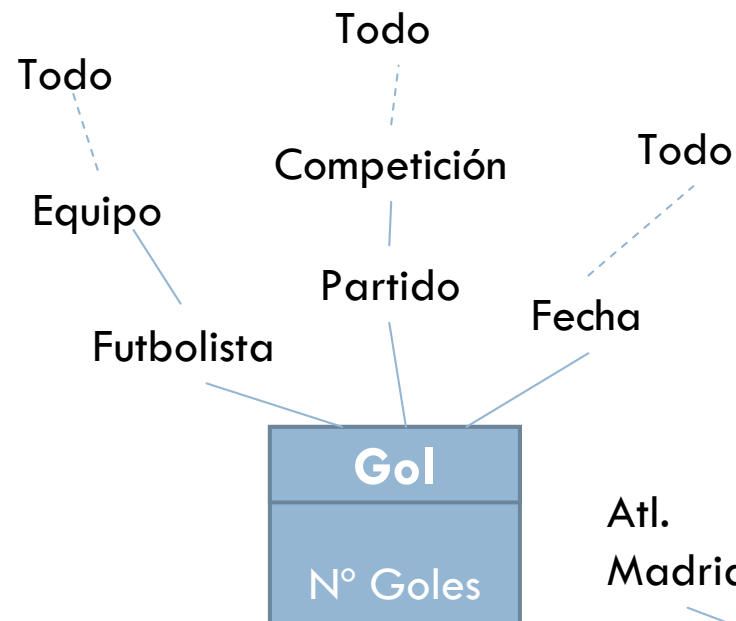 Todo
Todo
Todo
Competición
Equipo
Partido
Fecha
Futbolista
Gol
Nº Goles
Atl.